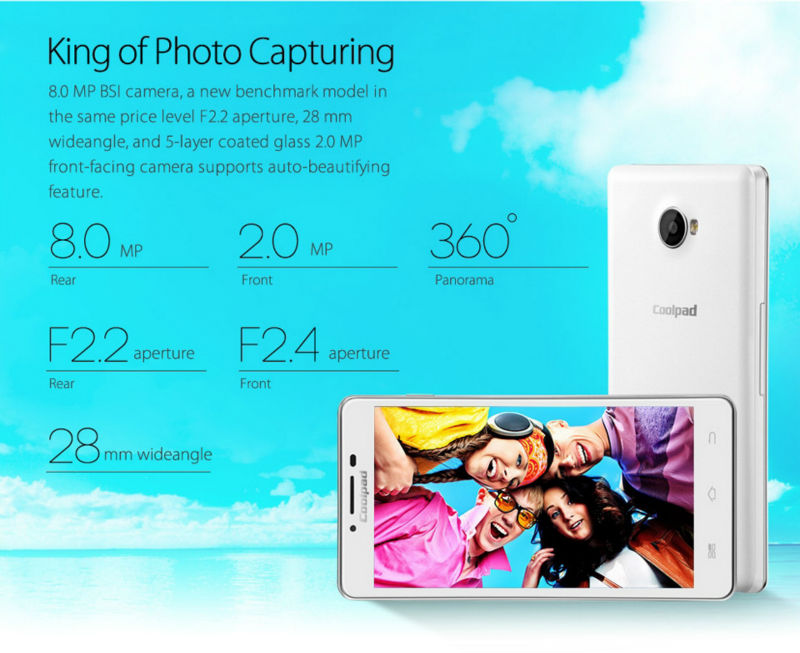 King of Photo Capturing
8.0 MP BSI camera, a new benchmark model in
the same price level F2.2 aperture, 28 mm
wideangle, and 5-layer coated glass 2.0 MP
front-facing camera supports auto-beautifying
feature.
8.0 MP
Rear
2.0 MP
Front
360°
Panorama
F2.2 aperture
Rear
F2.4 aperture
Front
28 mm wideangle
Coolpad
Coolpad